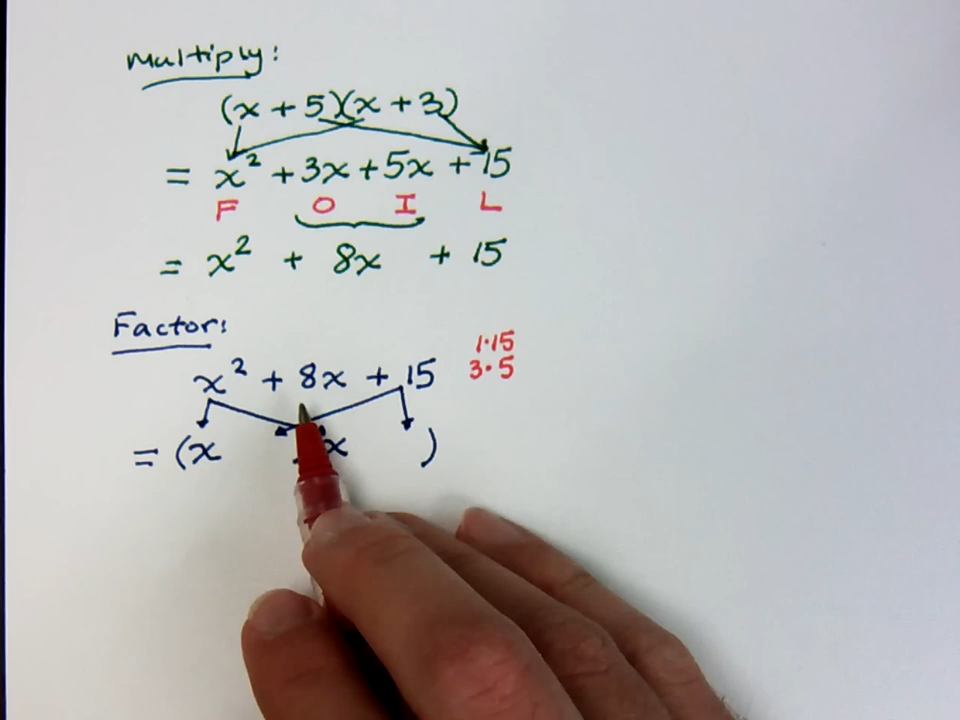 Multiply:
(x + 5)(x + 3)
= x² + 3x + 5x + 15
F O I L
= x² + 8x + 15
Factor:
1·15
x² + 8x + 15 3·5
= (x x )